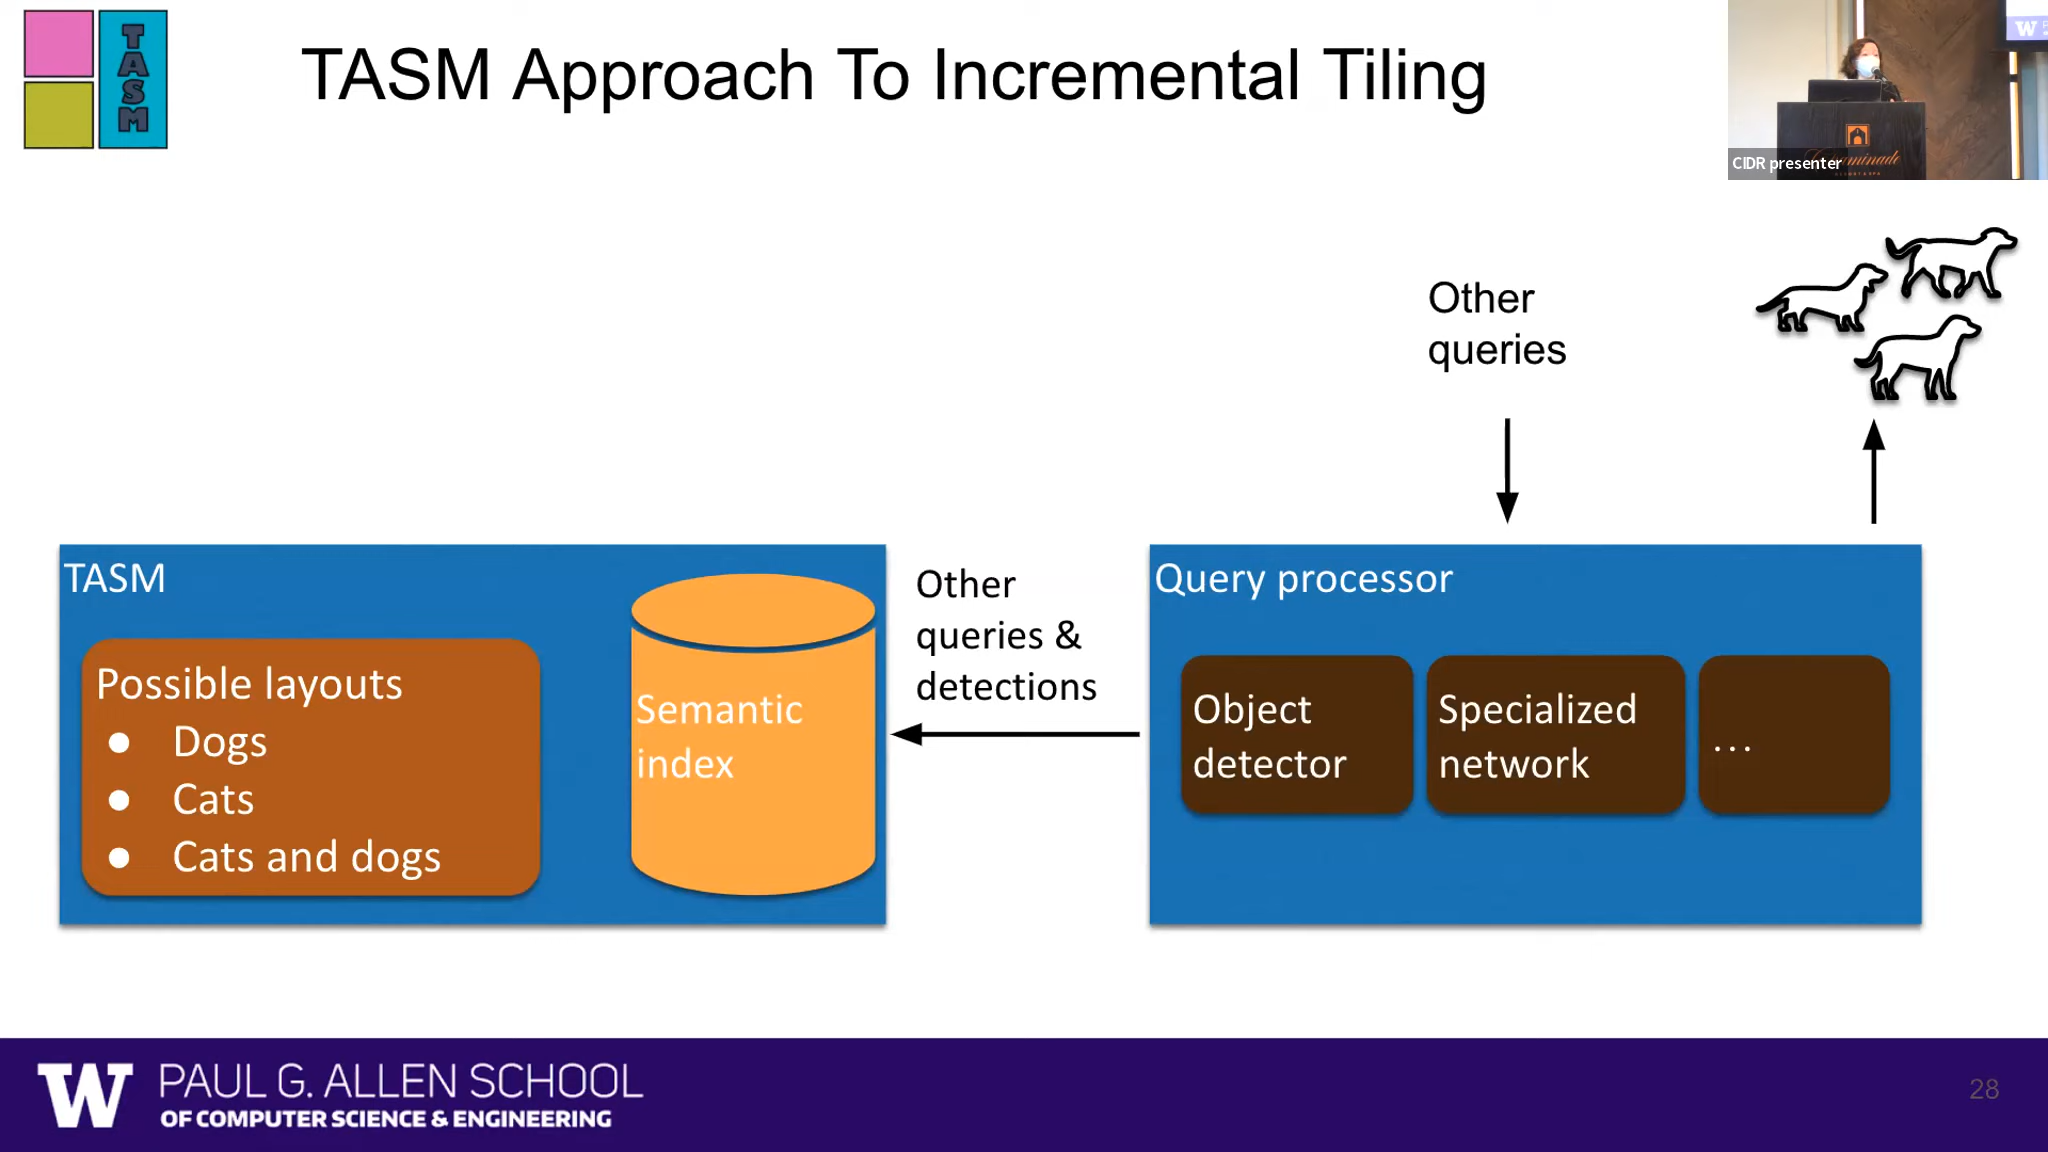 TASM
TASM Approach To Incremental Tiling
W
CIDR presenter
Other
queries
TASM
Possible layouts
● Dogs
● Cats
● Cats and dogs
Semantic
index
Other
queries &
detections
Query processor
Object
detector
Specialized
network
...
W PAUL G. ALLEN SCHOOL
OF COMPUTER SCIENCE & ENGINEERING
28